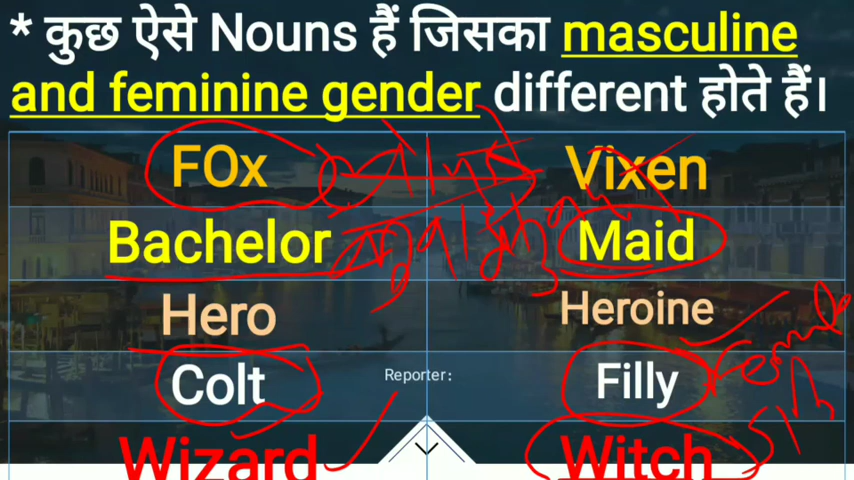 * कुछ ऐसे Nouns हैं जिसका masculine
and feminine gender different होते हैं।
FOx Vixen
Bachelor Maid
Hero Heroine
Colt Reporter: Filly
Wizard Witch